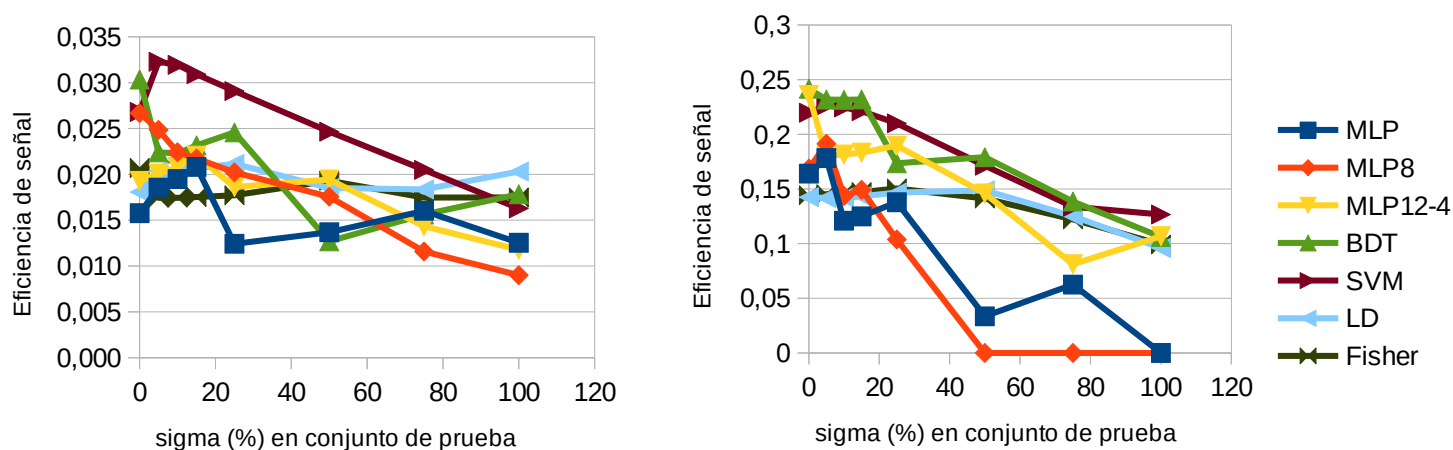 Eficiencia de señal
0,035
0,030
0,025
0,020
0,015
0,010
0,005
0,000
0 20 40 60 80 100 120
sigma (%) en conjunto de prueba
Eficiencia de señal
0,3
0,25
0,2
0,15
0,1
0,05
0
0 20 40 60 80 100 120
sigma (%) en conjunto de prueba
MLP
MLP8
MLP12-4
BDT
SVM
LD
Fisher